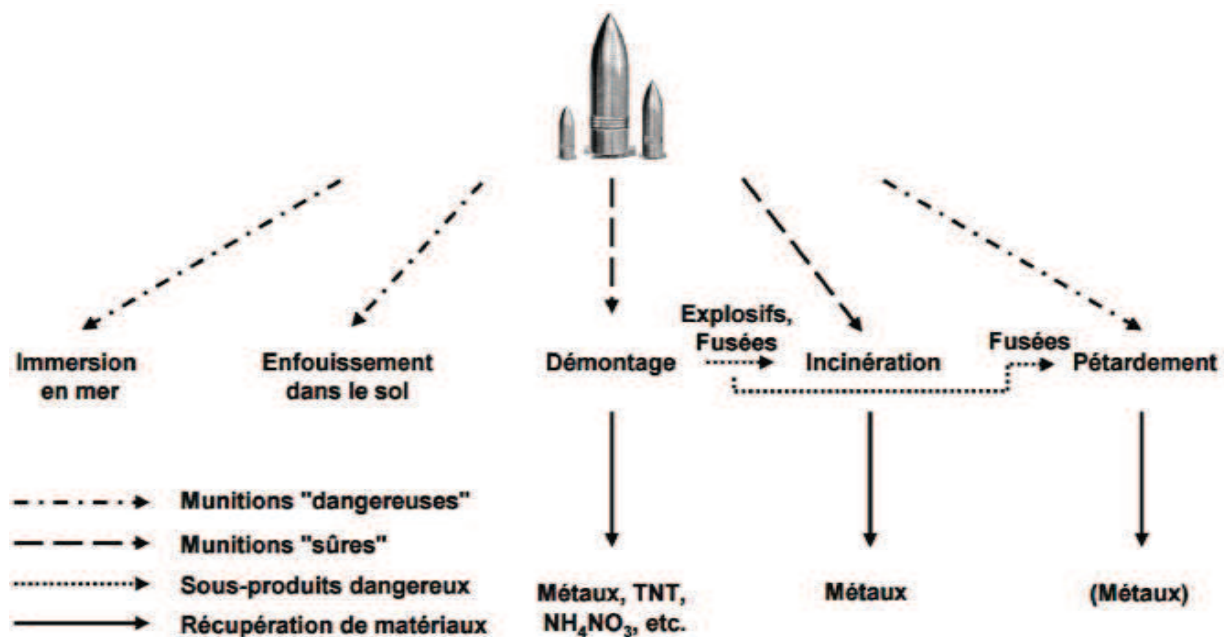 Explosifs,
Fusées
Fusées
Immersion
en mer
Enfouissement
dans le sol
Démontage
Incinération
Pétardement
Munitions "dangereuses"
Munitions "sûres"
Sous-produits dangereux
Récupération de matériaux
Métaux, TNT,
NH₄NO₃, etc.
Métaux
(Métaux)